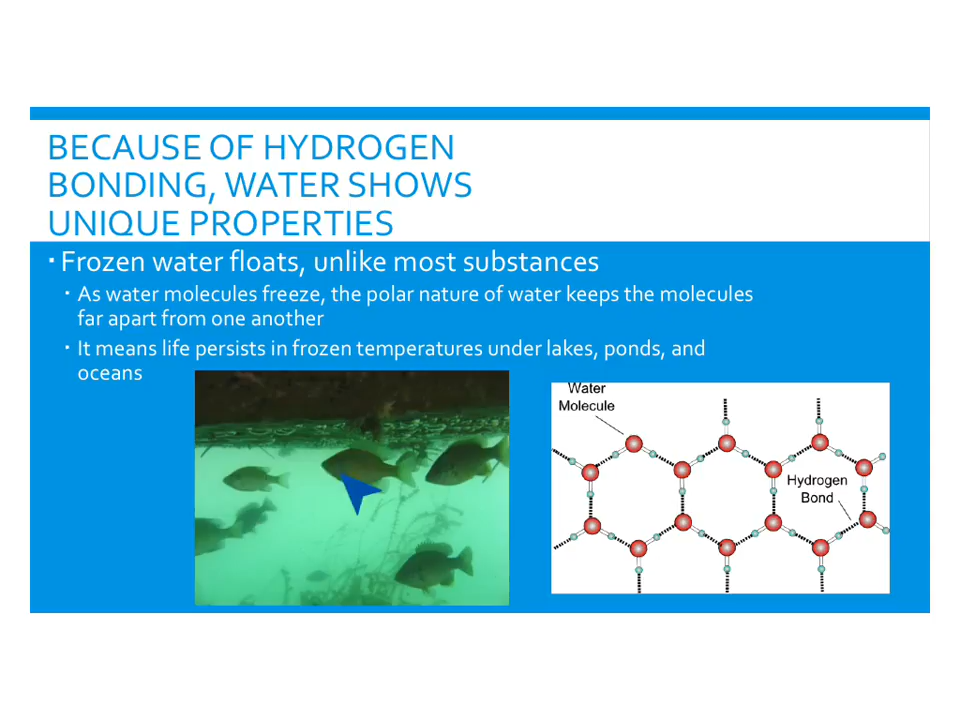 BECAUSE OF HYDROGEN
BONDING, WATER SHOWS
UNIQUE PROPERTIES
▪ Frozen water floats, unlike most substances
▪ As water molecules freeze, the polar nature of water keeps the molecules
far apart from one another
▪ It means life persists in frozen temperatures under lakes, ponds, and
oceans
Water
Molecule
Hydrogen
Bond